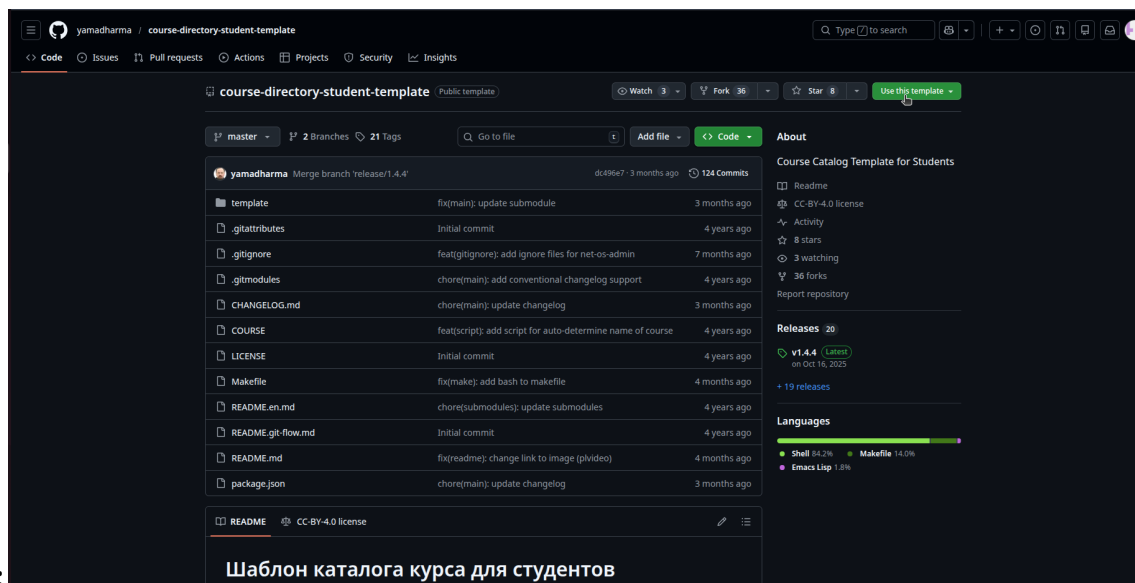 yamadharma / course-directory-student-template
Type / to search
Code Issues Pull requests Actions Projects Security Insights
course-directory-student-template Public template
Watch 3 Fork 36 Star 8 Use this template
master 2 Branches 21 Tags Go to file t Add file Code
yamadharma Merge branch 'release/1.4.4' dc496e7 · 3 months ago 124 Commits
template fix(main): update submodule 3 months ago
.gitattributes Initial commit 4 years ago
.gitignore feat(gitignore): add ignore files for net-os-admin 7 months ago
.gitmodules chore(main): add conventional changelog support 4 years ago
CHANGELOG.md chore(main): update changelog 3 months ago
COURSE feat(script): add script for auto-determine name of course 4 years ago
LICENSE Initial commit 4 years ago
Makefile fix(make): add bash to makefile 4 months ago
README.en.md chore(submodules): update submodules 4 years ago
README.git-flow.md Initial commit 4 years ago
README.md fix(readme): change link to image (plvideo) 4 months ago
package.json chore(main): update changelog 3 months ago
README CC-BY-4.0 license
Шаблон каталога курса для студентов
About
Course Catalog Template for Students
Readme
CC-BY-4.0 license
Activity
8 stars
3 watching
36 forks
Report repository
Releases 20
v1.4.4 Latest
on Oct 16, 2025
+ 19 releases
Languages
Shell 84.2% Makefile 14.0%
Emacs Lisp 1.8%